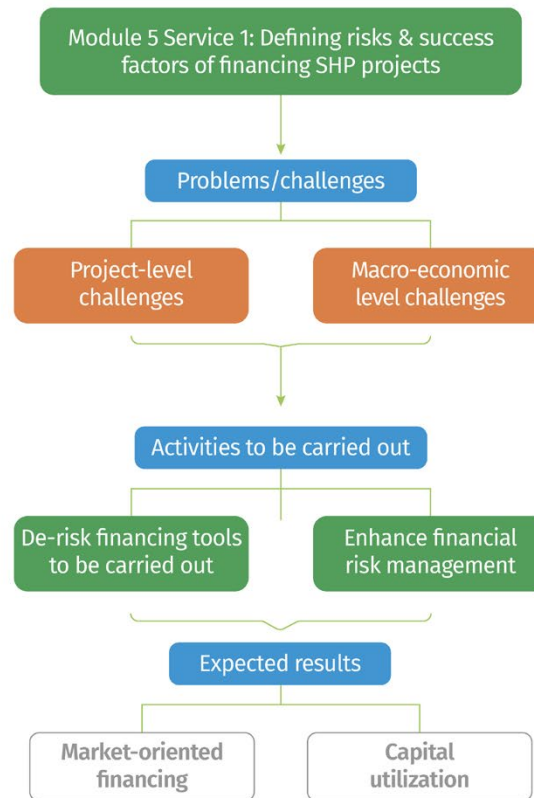 Module 5 Service 1: Defining risks & success
factors of financing SHP projects
Problems/challenges
Project-level
challenges
Macro-economic
level challenges
Activities to be carried out
De-risk financing tools
to be carried out
Enhance financial
risk management
Expected results
Market-oriented
financing
Capital
utilization